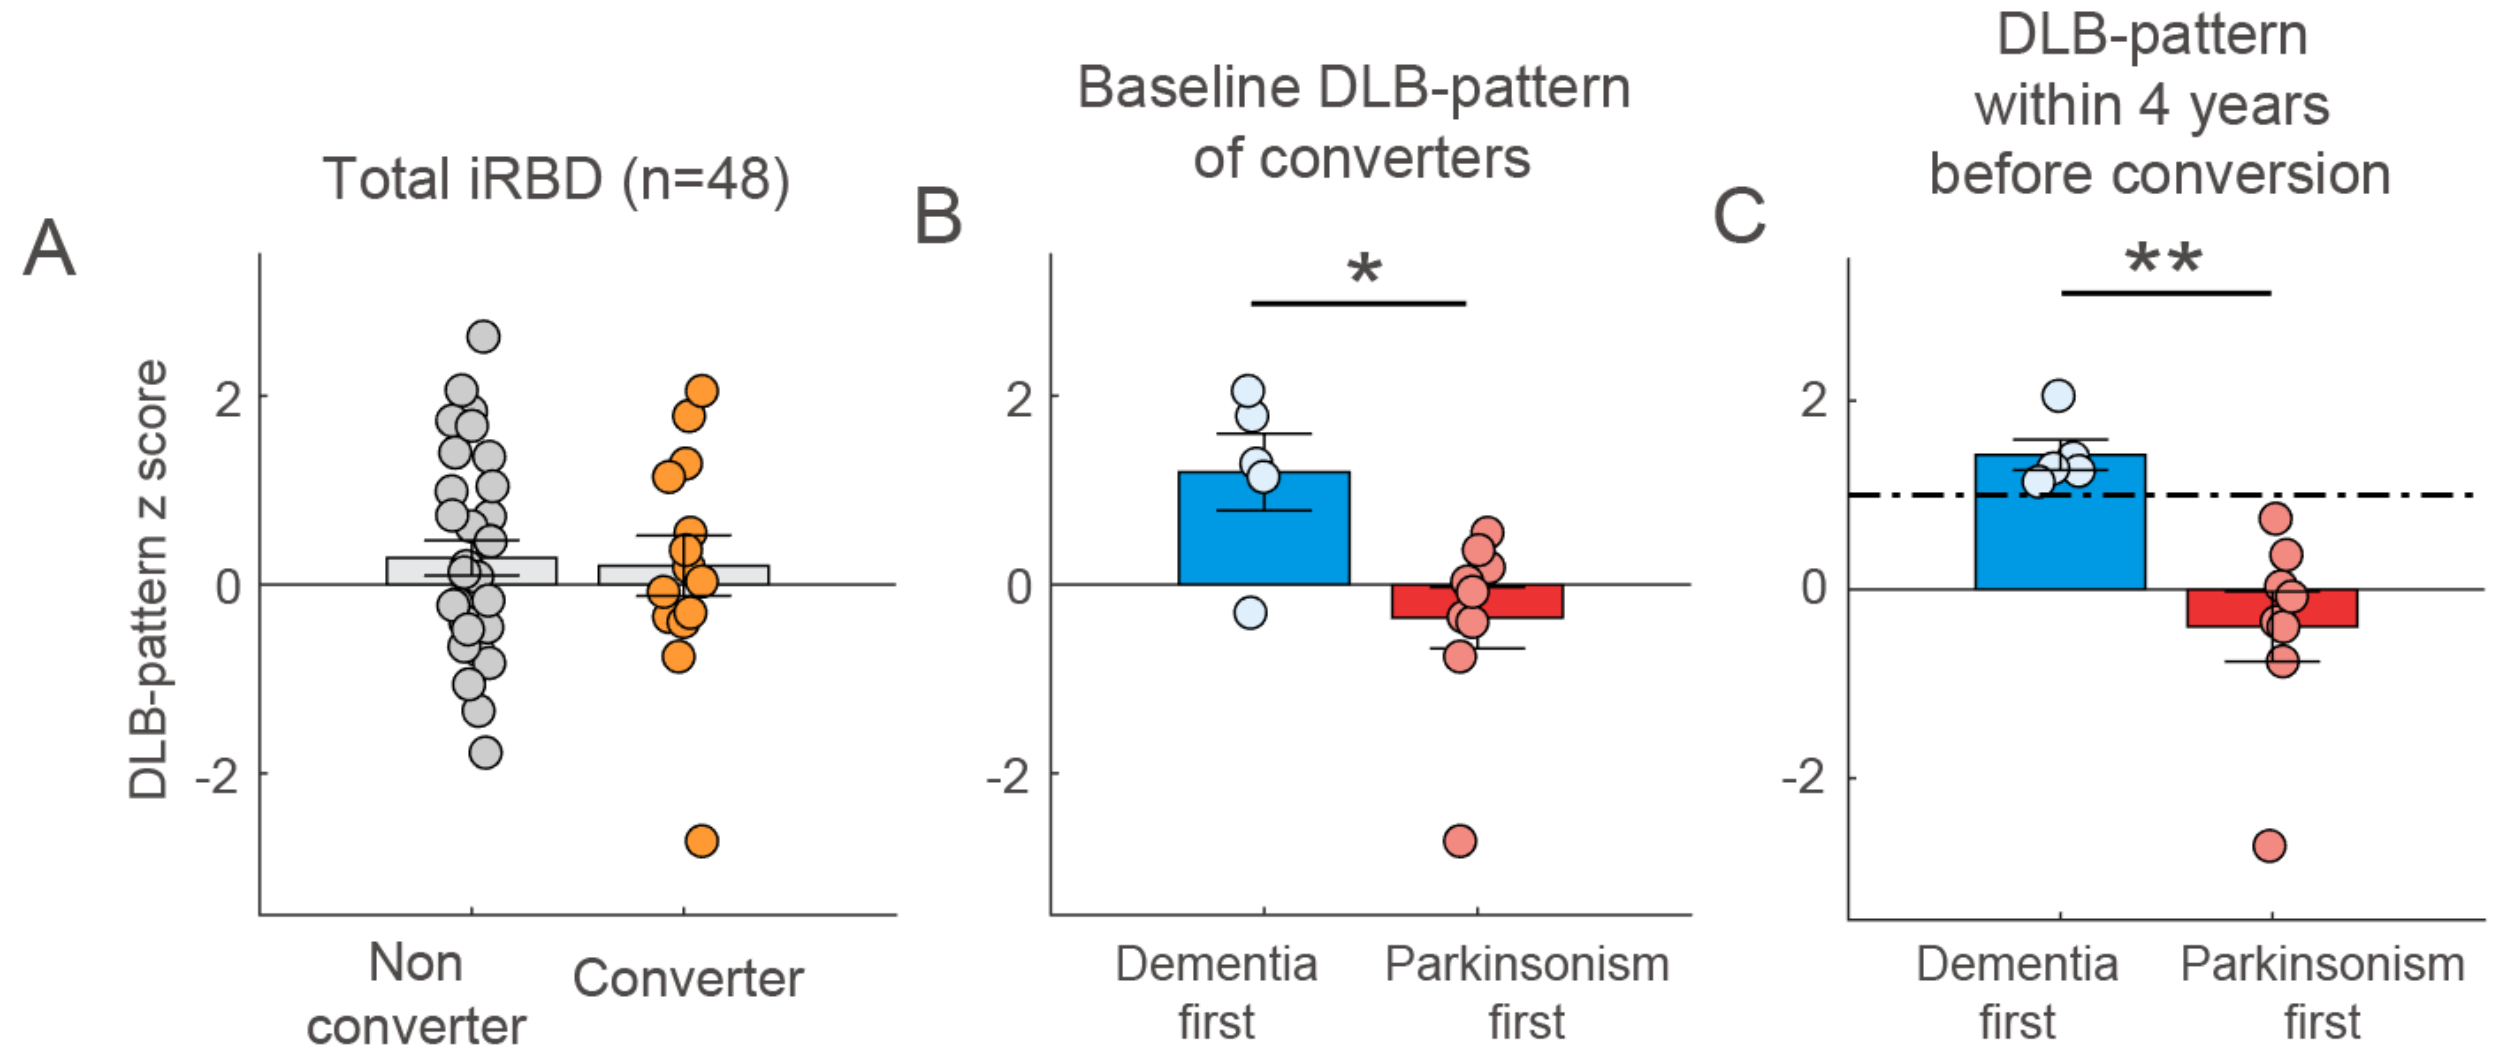 A
Total iRBD (n=48)
DLB-pattern z score
2
0
-2
Non
converter
Converter
B
Baseline DLB-pattern
of converters
*
2
0
-2
Dementia
first
Parkinsonism
first
C
DLB-pattern
within 4 years
before conversion
**
2
0
-2
Dementia
first
Parkinsonism
first